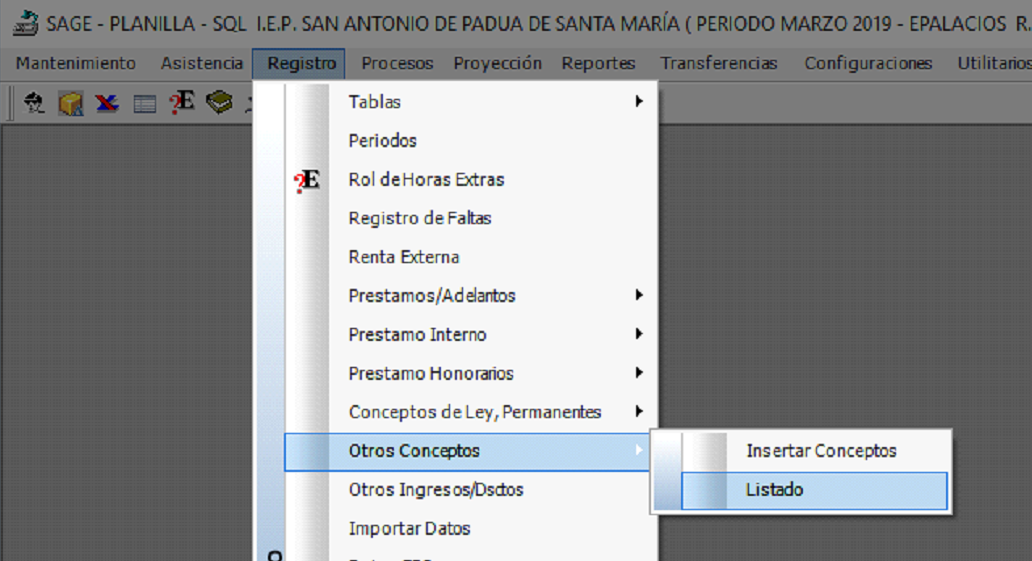 SAGE - PLANILLA - SQL I.E.P. SAN ANTONIO DE PADUA DE SANTA MARÍA ( PERIODO MARZO 2019 - EPALACIOS R.
Mantenimiento Asistencia Registro Procesos Proyección Reportes Transferencias Configuraciones Utilitarios
?E
Tablas
Periodos
?E Rol de Horas Extras
Registro de Faltas
Renta Externa
Prestamos/Adelantos
Prestamo Interno
Prestamo Honorarios
Conceptos de Ley, Permanentes
Otros Conceptos
Insertar Conceptos
Otros Ingresos/Dsctos
Listado
Importar Datos